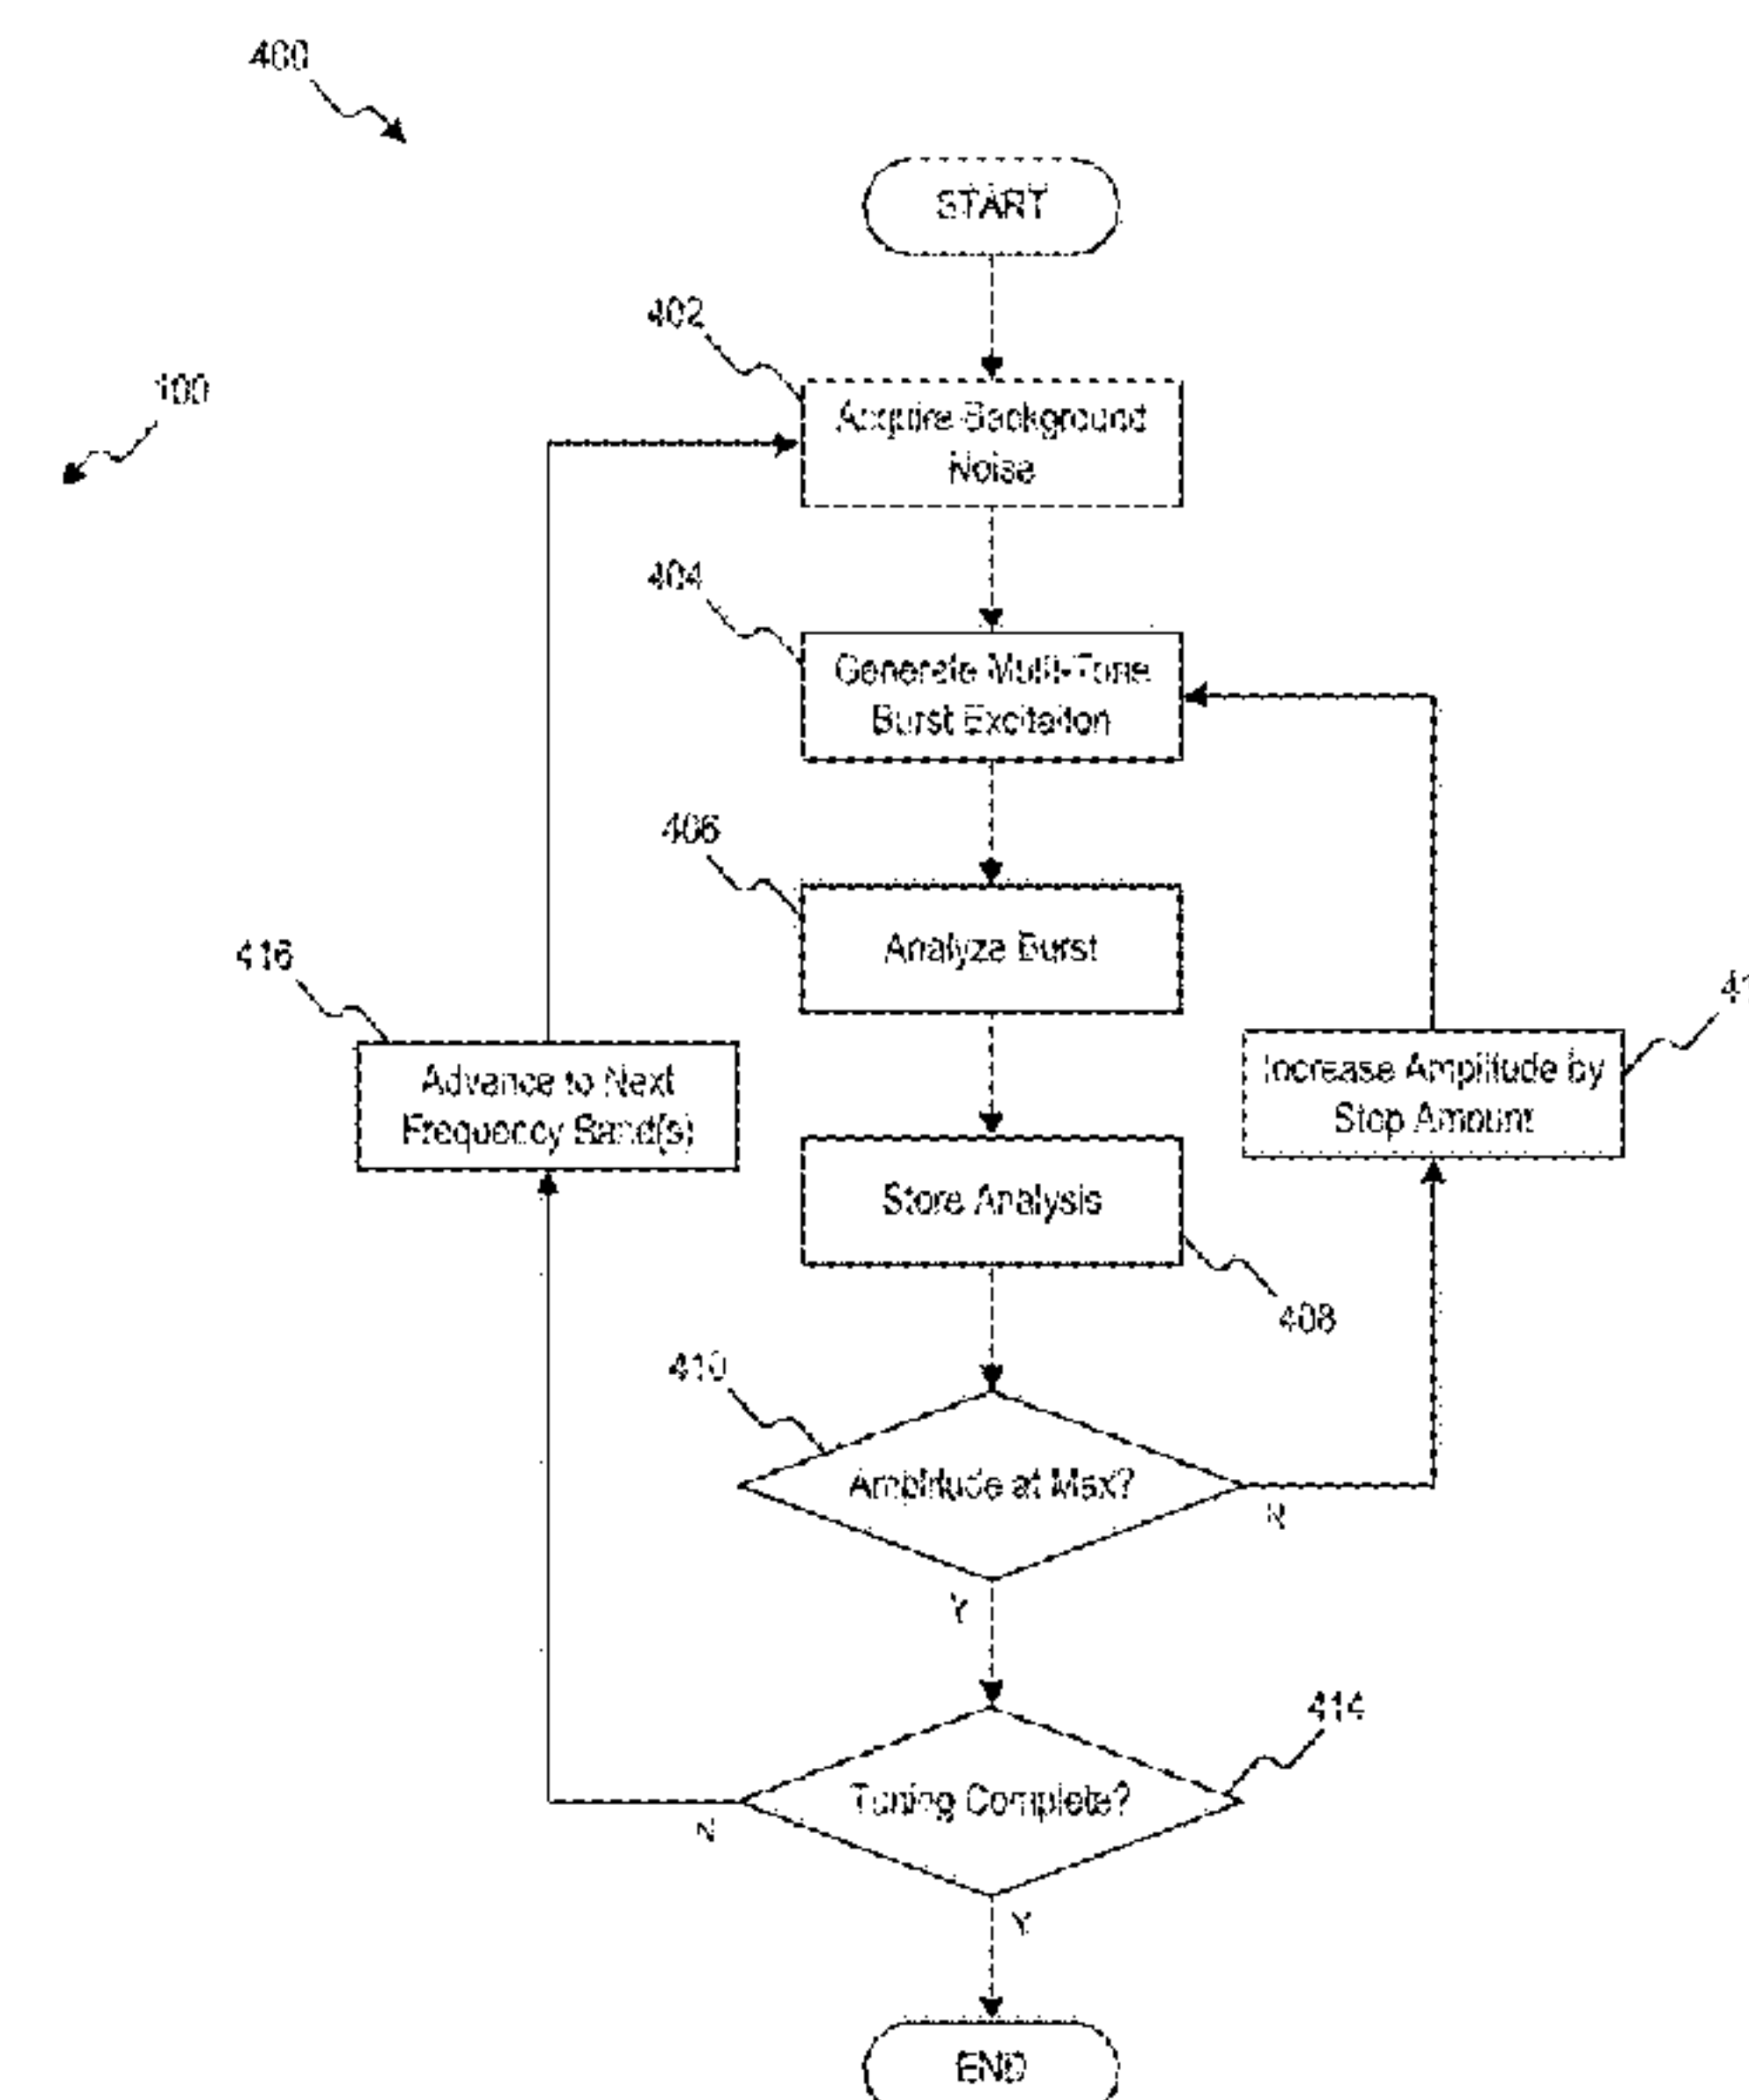 400
START
402
100
Acquire Background
Noise
404
Generate Multi-Tone
Burst Excitation
406
Analyze Burst
416
41
Advance to Next
Frequency Band(s)
Increase Amplitude by
Step Amount
Store Analysis
408
410
Amplitude at Max?
N
Y
414
Tuning Complete?
N
Y
END